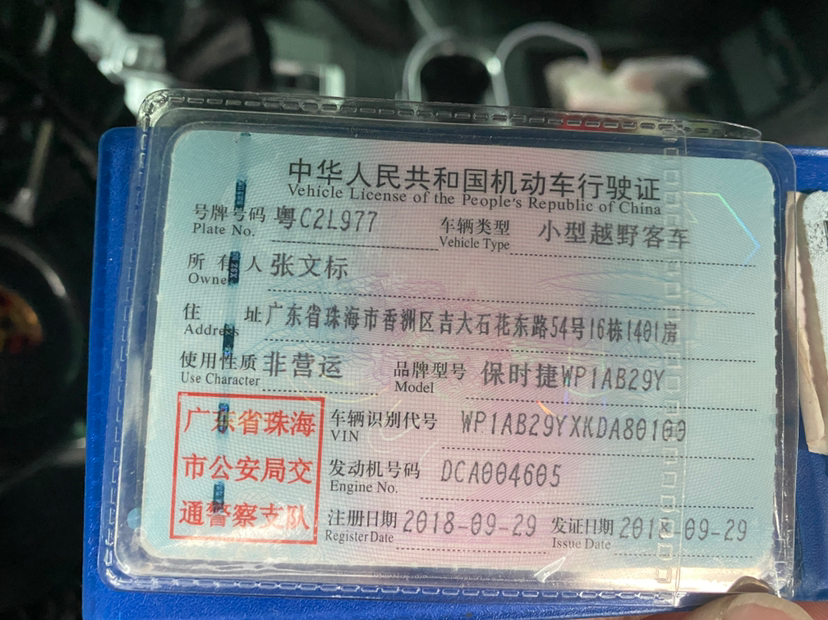 中华人民共和国机动车行驶证
Vehicle License of the People's Republic of China
号牌号码 粤C2L977 车辆类型 小型越野客车
Plate No. Vehicle Type
所有人 张文标
Owner
住址 广东省珠海市香洲区吉大石花东路54号16栋1401房
Address
使用性质 非营运 品牌型号 保时捷WP1AB29Y
Use Character Model
广东省珠海
市公安局交
通警察支队
车辆识别代号 WP1AB29YXKDA80100
VIN
发动机号码 DCA004605
Engine No.
注册日期 2018-09-29 发证日期 2018-09-29
Register Date Issue Date